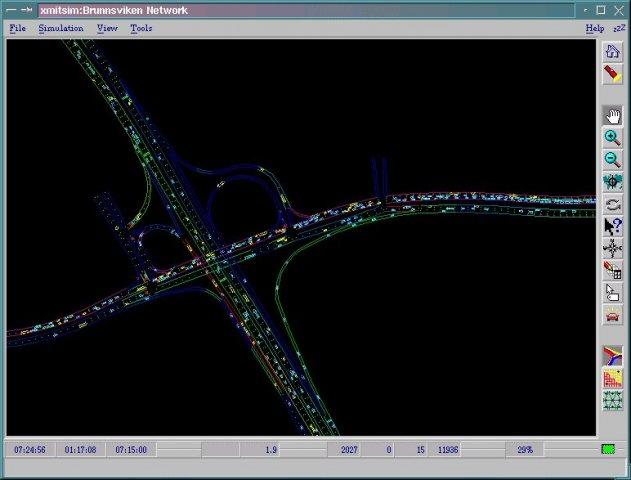 xmitsim:Brunnsviken Network
File Simulation View Tools Help zZZ
07:24:56 01:17:08 07:15:00 1.9 2027 0 15 11936 29%